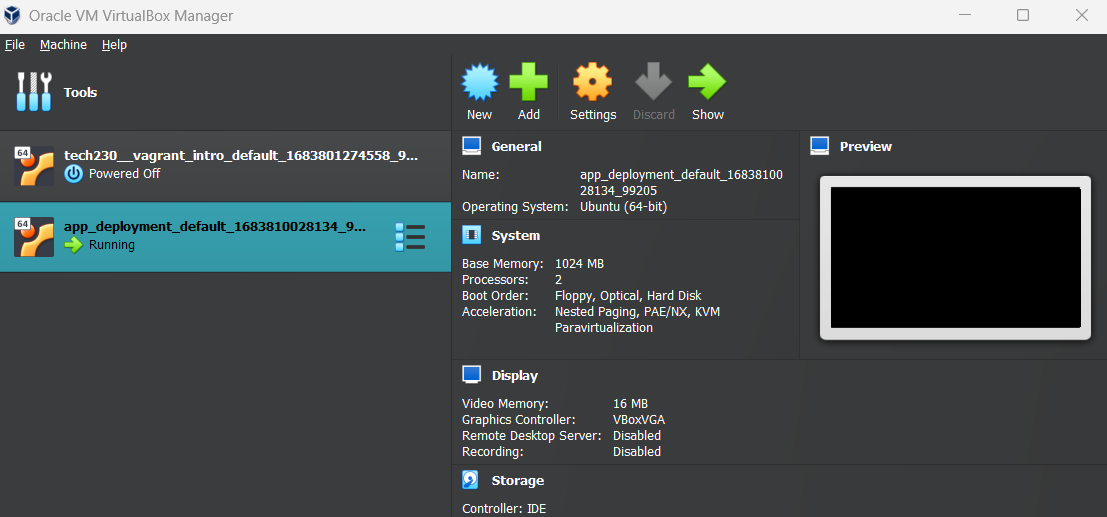 Oracle VM VirtualBox Manager
File Machine Help
Tools
New Add Settings Discard Show
64
tech230__vagrant_intro_default_1683801274558_9...
Powered Off
64
app_deployment_default_1683810028134_9...
Running
General
Name: app_deployment_default_16838100
28134_99205
Operating System: Ubuntu (64-bit)
System
Base Memory: 1024 MB
Processors: 2
Boot Order: Floppy, Optical, Hard Disk
Acceleration: Nested Paging, PAE/NX, KVM
Paravirtualization
Preview
Display
Video Memory: 16 MB
Graphics Controller: VBoxVGA
Remote Desktop Server: Disabled
Recording: Disabled
Storage
Controller: IDE